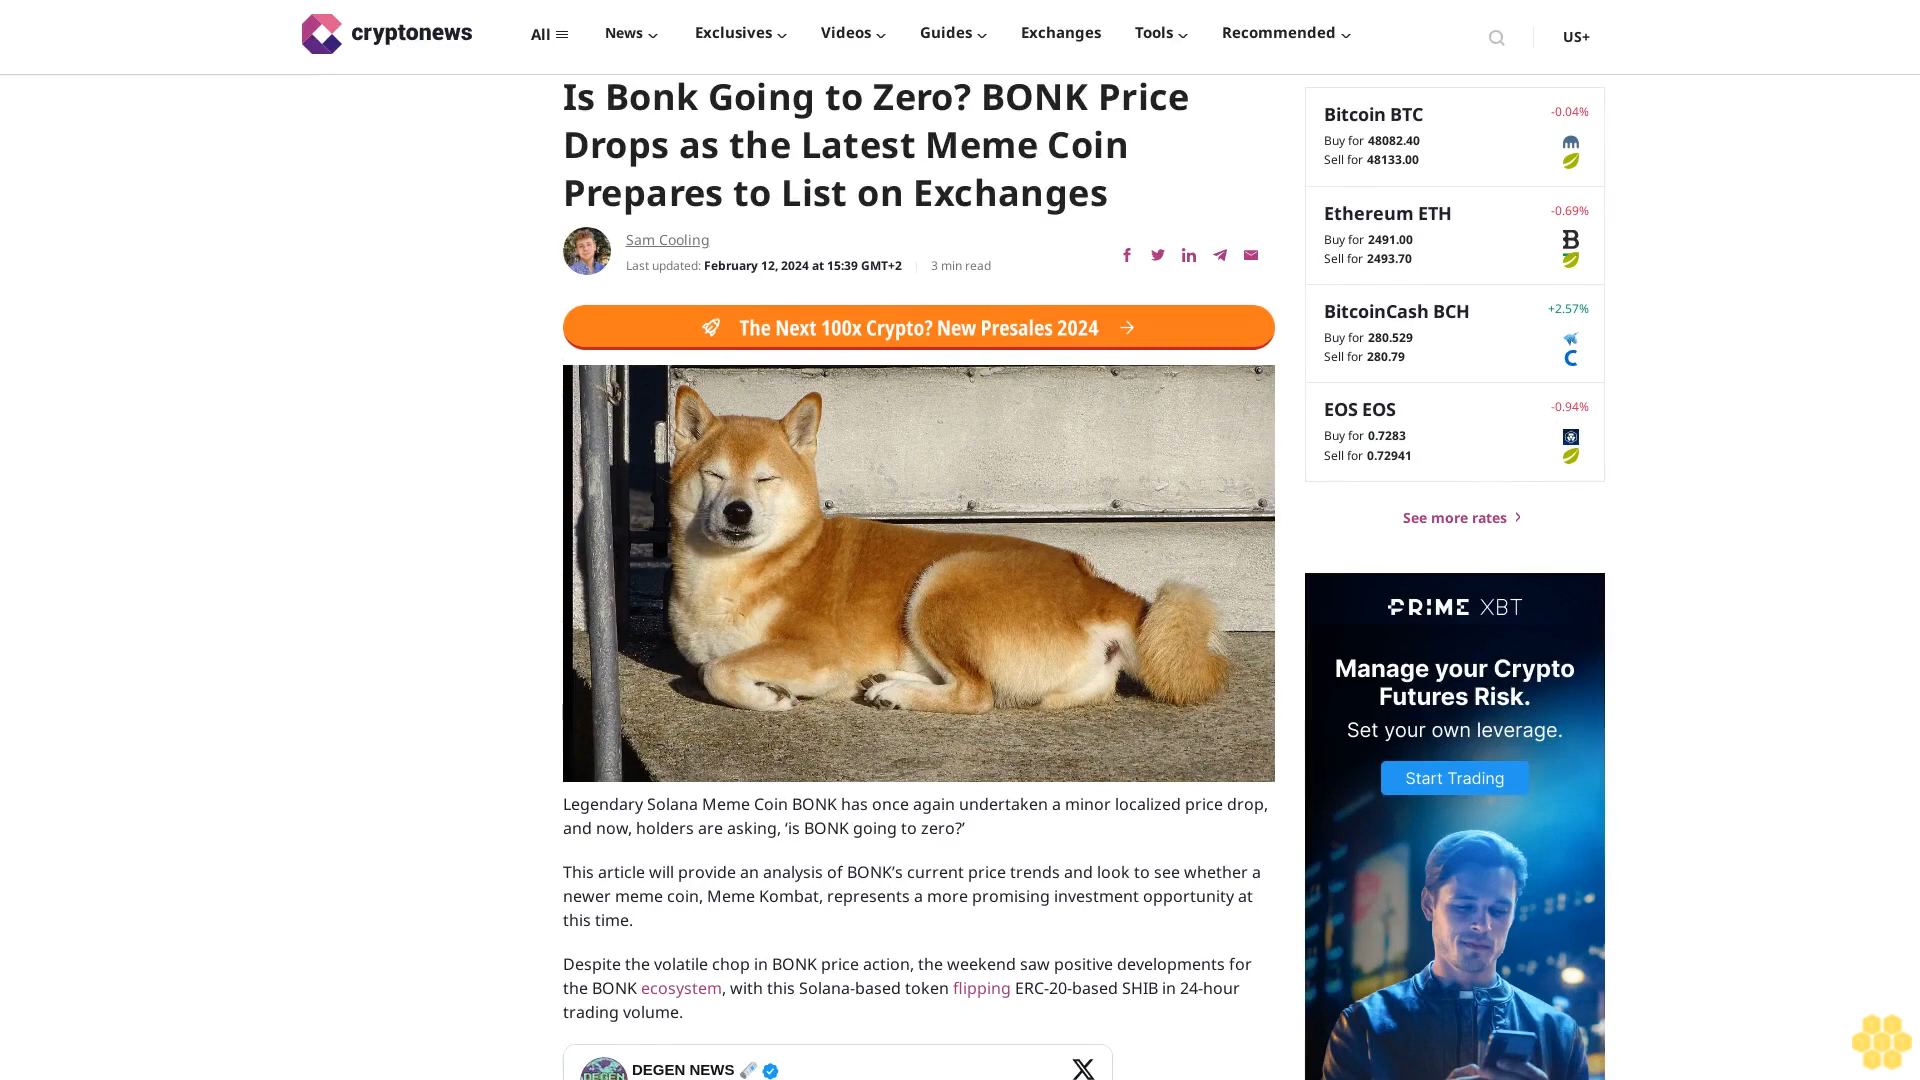 cryptonews
All
News
Exclusives
Videos
Guides
Exchanges
Tools
Recommended
US+
Is Bonk Going to Zero? BONK Price
Drops as the Latest Meme Coin
Prepares to List on Exchanges
Sam Cooling
Last updated: February 12, 2024 at 15:39 GMT+2
3 min read
The Next 100x Crypto? New Presales 2024
Legendary Solana Meme Coin BONK has once again undertaken a minor localized price drop,
and now, holders are asking, ‘is BONK going to zero?’
This article will provide an analysis of BONK’s current price trends and look to see whether a
newer meme coin, Meme Kombat, represents a more promising investment opportunity at
this time.
Despite the volatile chop in BONK price action, the weekend saw positive developments for
the BONK ecosystem, with this Solana-based token flipping ERC-20-based SHIB in 24-hour
trading volume.
DEGEN NEWS
DEGEN
Bitcoin BTC
-0.04%
Buy for 48082.40
Sell for 48133.00
Ethereum ETH
-0.69%
Buy for 2491.00
Sell for 2493.70
BitcoinCash BCH
+2.57%
Buy for 280.529
Sell for 280.79
EOS EOS
-0.94%
Buy for 0.7283
Sell for 0.72941
See more rates
PRIME XBT
Manage your Crypto
Futures Risk.
Set your own leverage.
Start Trading